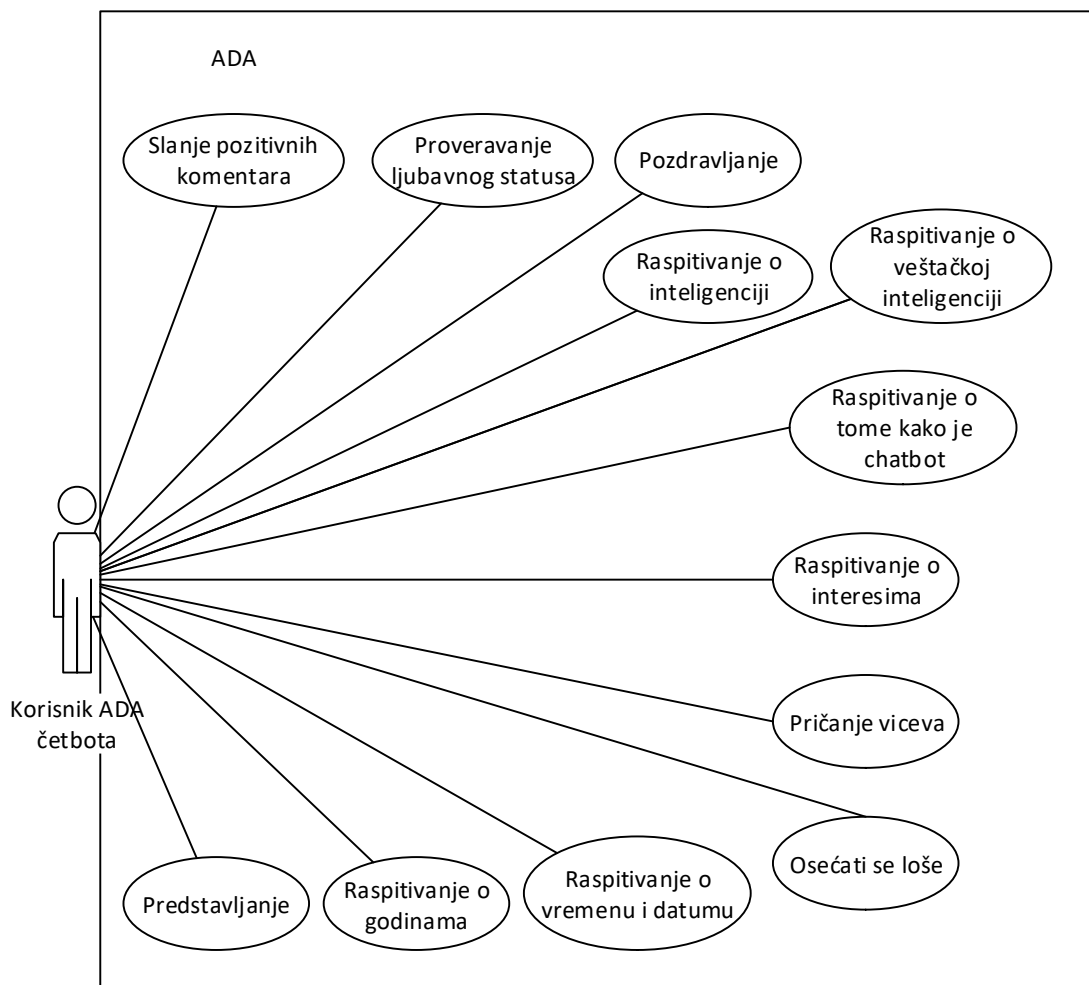 ADA
Slanje pozitivnih
komentara
Proveravanje
ljubavnog statusa
Pozdravljanje
Raspitivanje o
inteligenciji
Raspitivanje o
veštačkoj
inteligenciji
Raspitivanje o
tome kako je
chatbot
Raspitivanje o
interesima
Korisnik ADA
četbota
Pričanje viceva
Osećati se loše
Predstavljanje
Raspitivanje o
godinama
Raspitivanje o
vremenu i datumu